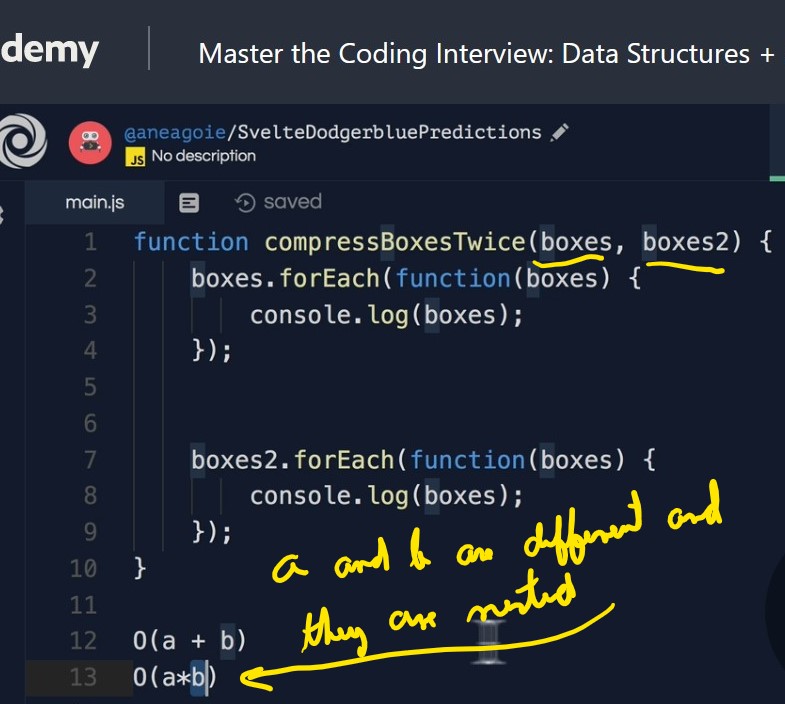 demy
Master the Coding Interview: Data Structures +
@aneagoie/SvelteDodgerbluePredictions
JS No description
main.js
saved
1 function compressBoxesTwice(boxes, boxes2) {
2 boxes.forEach(function(boxes) {
3 console.log(boxes);
4 });
5
6
7 boxes2.forEach(function(boxes) {
8 console.log(boxes);
9 });
10 }
11
12 O(a + b)
13 O(a*b)
a and b are different and
they are nested